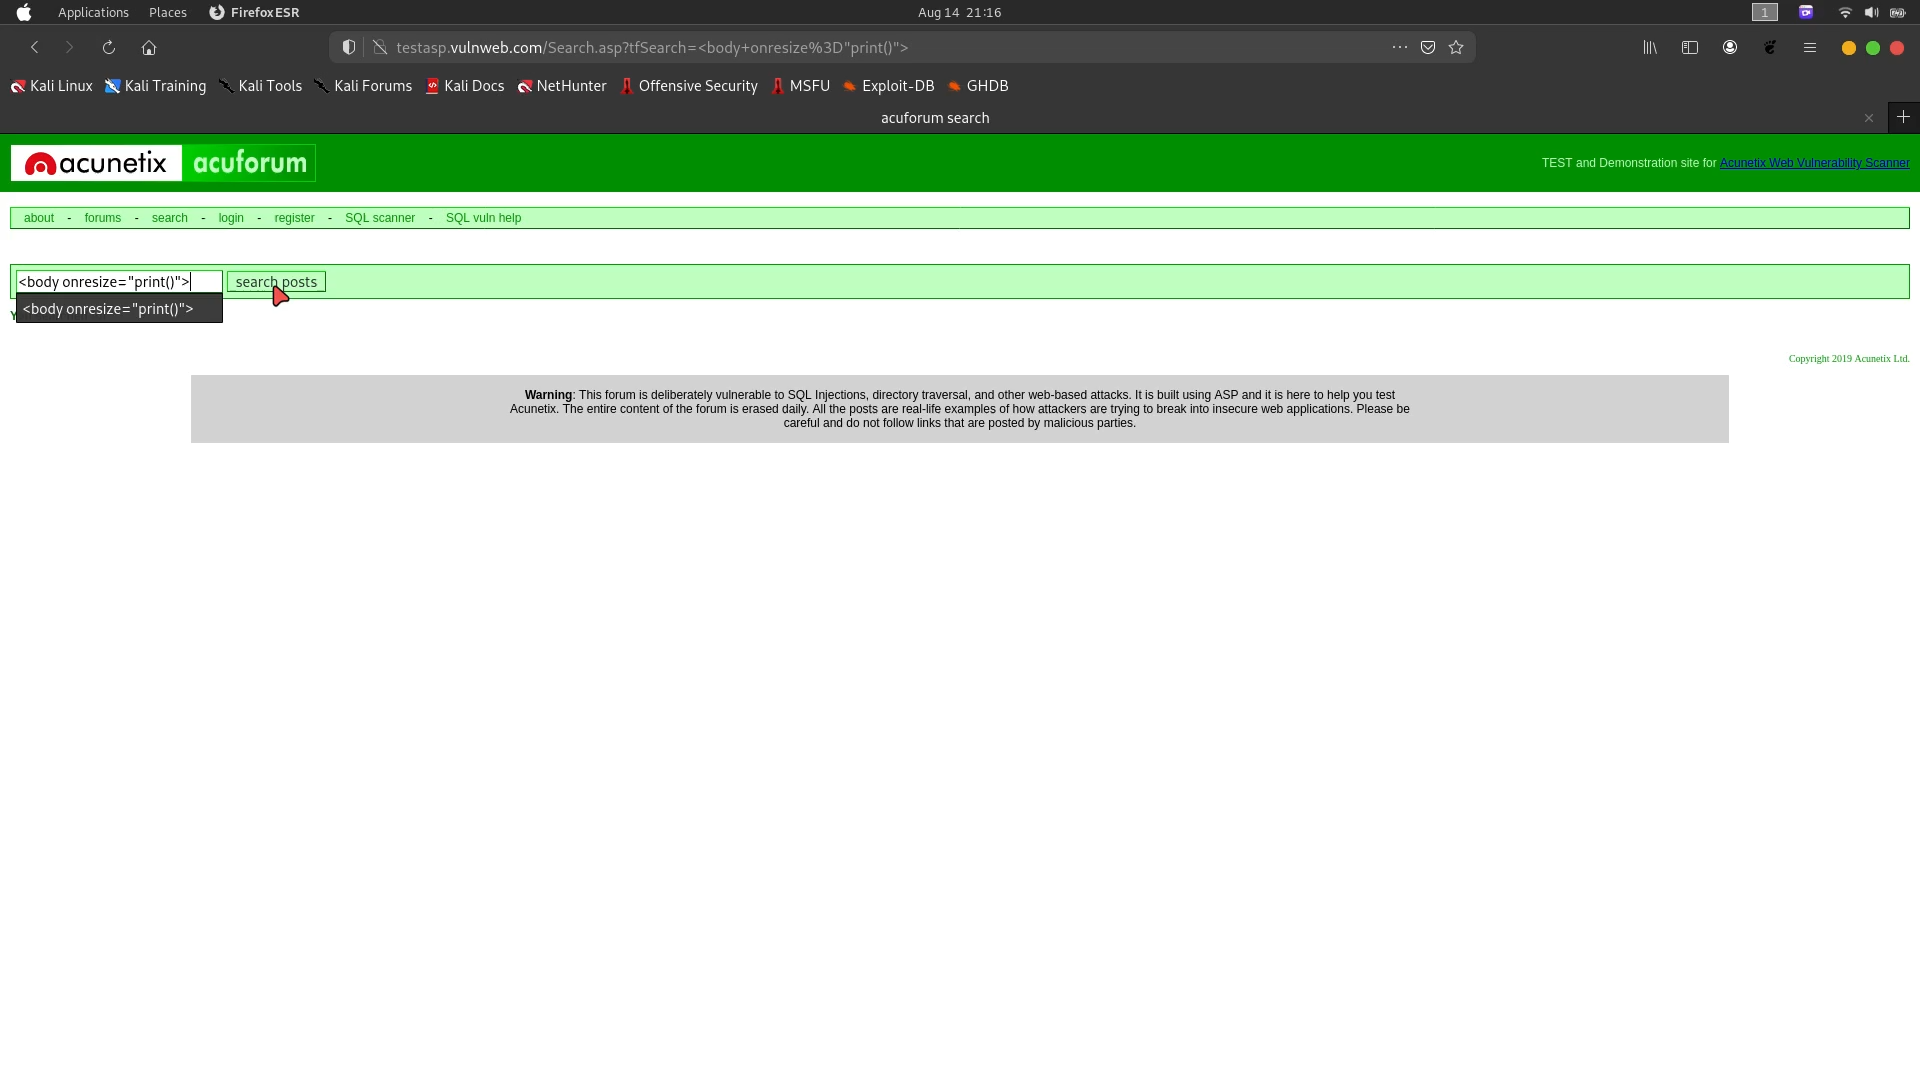 Applications Places Firefox ESR Aug 14 21:16 1
testasp.vulnweb.com/Search.asp?tfSearch=<body+onresize%3D"print()">
Kali Linux Kali Training Kali Tools Kali Forums Kali Docs NetHunter Offensive Security MSFU Exploit-DB GHDB
acuforum search
acunetix acuforum TEST and Demonstration site for Acunetix Web Vulnerability Scanner
about - forums - search - login - register - SQL scanner - SQL vuln help
<body onresize="print()"> search posts
<body onresize="print()">
Copyright 2019 Acunetix Ltd.
Warning: This forum is deliberately vulnerable to SQL Injections, directory traversal, and other web-based attacks. It is built using ASP and it is here to help you test
Acunetix. The entire content of the forum is erased daily. All the posts are real-life examples of how attackers are trying to break into insecure web applications. Please be
careful and do not follow links that are posted by malicious parties.